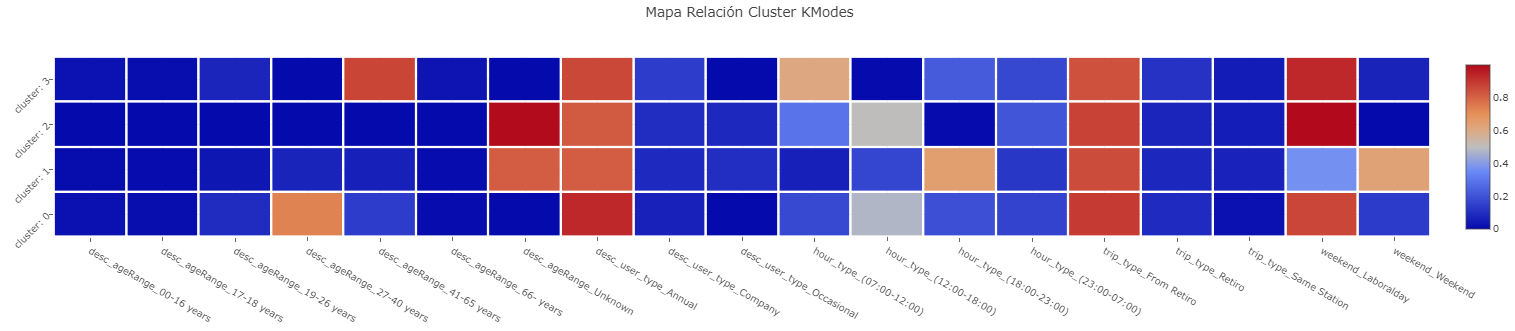 Mapa Relación Cluster KModes
cluster: 3
cluster: 2
cluster: 1
cluster: 0
desc_ageRange_00-16 years
desc_ageRange_17-18 years
desc_ageRange_19-26 years
desc_ageRange_27-40 years
desc_ageRange_41-65 years
desc_ageRange_66- years
desc_ageRange_Unknown
desc_user_type_Annual
desc_user_type_Company
desc_user_type_Occasional
hour_type_(07:00-12:00)
hour_type_(12:00-18:00)
hour_type_(18:00-23:00)
hour_type_(23:00-07:00)
trip_type_From Retiro
trip_type_Retiro
trip_type_Same Station
weekend_Laboralday
weekend_Weekend
0.8
0.6
0.4
0.2
0